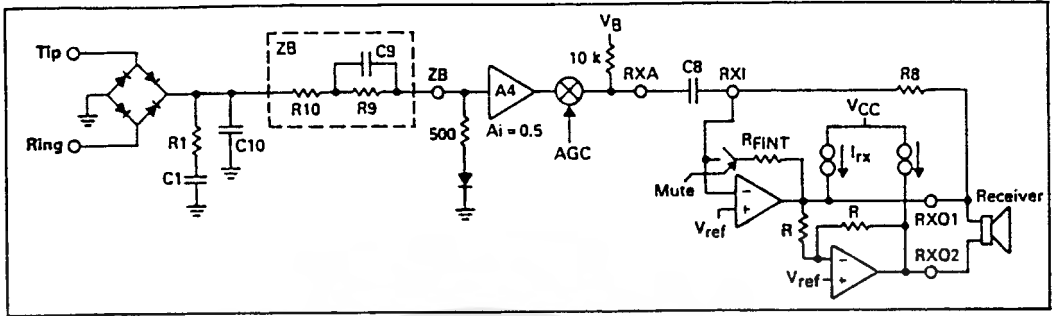 Tip
Ring
R1
C1
C10
ZB
R10
C9
R9
ZB
500
A4
Ai = 0.5
AGC
VB
10 k
RXA
C8
RXI
R8
VCC
RFINT
Irx
Mute
Vref
R
R
Vref
RXO1
RXO2
Receiver
−
+
−
+